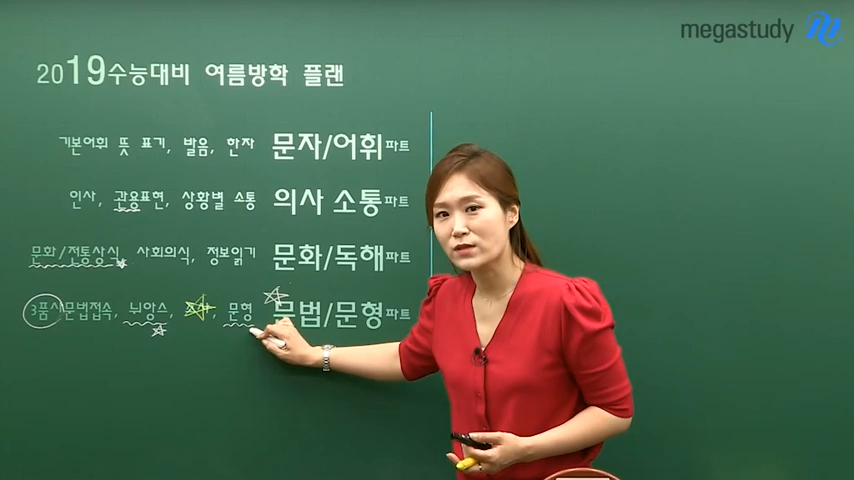 megastudy
2019수능대비 여름방학 플랜
기본어휘 뜻 표기, 발음, 한자 문자/어휘파트
인사, 관용표현, 상황별 소통 의사 소통파트
문화/전통상식, 사회의식, 정보읽기 문화/독해파트
3품사문법접속, 뉘앙스, 문형 문법/문형파트